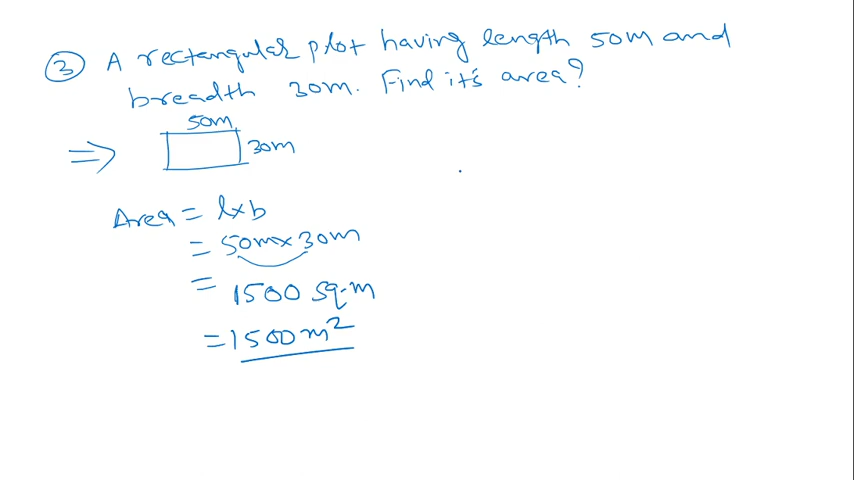 3 A rectangular plot having length 50m and
breadth 30m. Find it's area?
50m
⇒ 30m
Area = l×b
= 50m × 30m
= 1500 sq.m
= 1500 m²